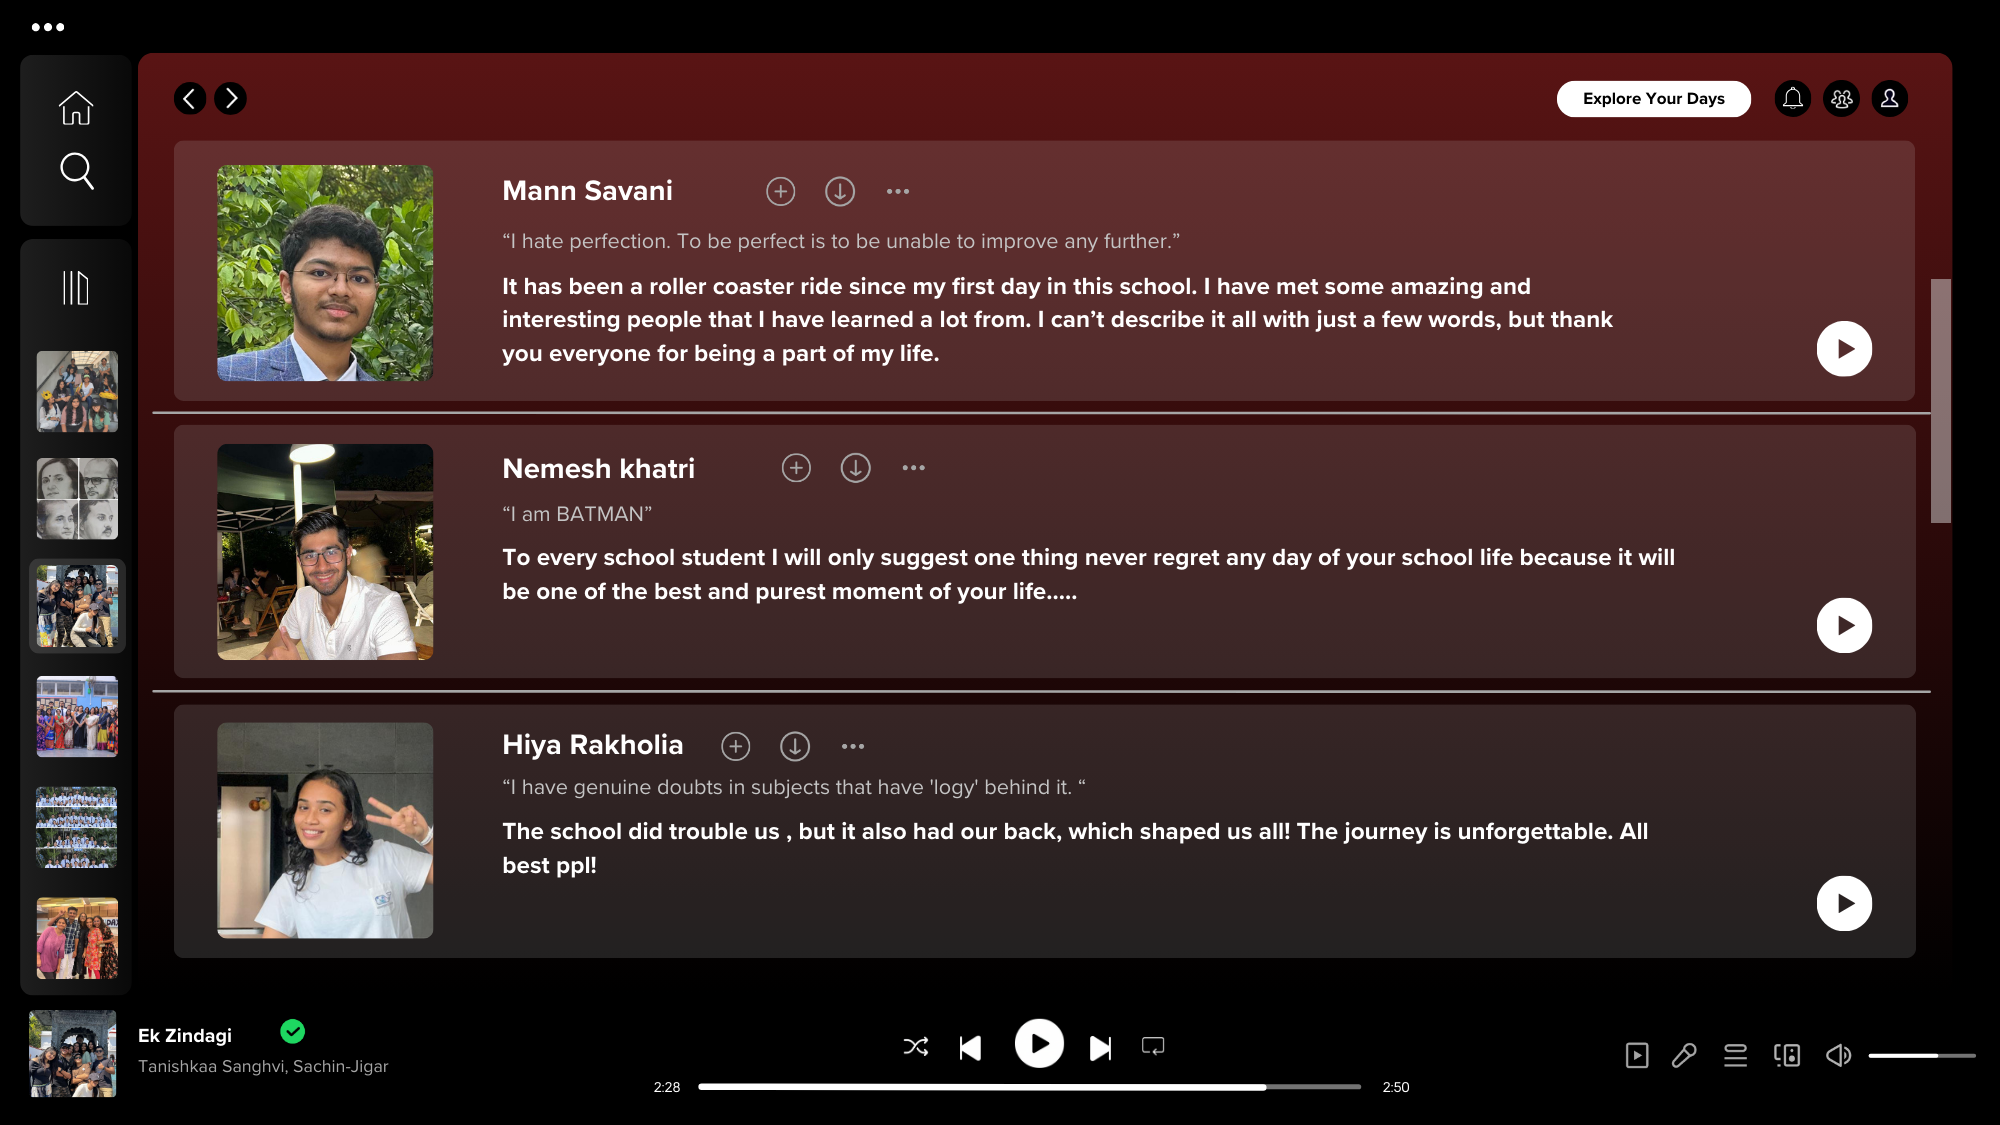 Explore Your Days
Mann Savani
“I hate perfection. To be perfect is to be unable to improve any further.”
It has been a roller coaster ride since my first day in this school. I have met some amazing and
interesting people that I have learned a lot from. I can’t describe it all with just a few words, but thank
you everyone for being a part of my life.
Nemesh khatri
“I am BATMAN”
To every school student I will only suggest one thing never regret any day of your school life because it will
be one of the best and purest moment of your life.....
Hiya Rakholia
“I have genuine doubts in subjects that have 'logy' behind it. “
The school did trouble us , but it also had our back, which shaped us all! The journey is unforgettable. All
best ppl!
Ek Zindagi
Tanishkaa Sanghvi, Sachin-Jigar
2:28
2:50